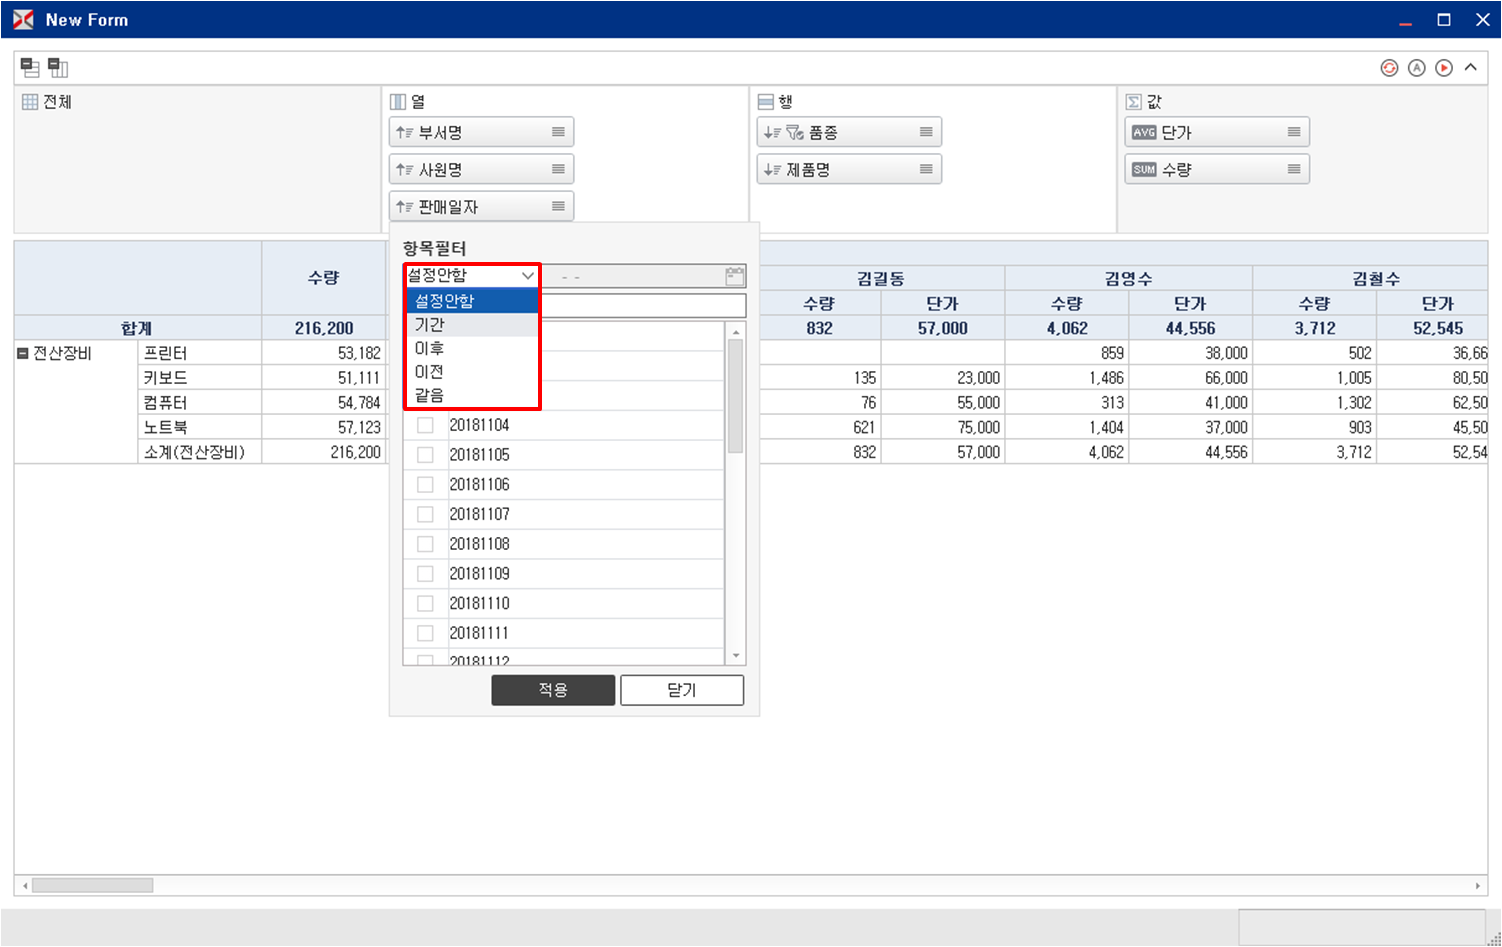 New Form
전체
열
행
값
부서명
품종
AVG 단가
사원명
제품명
SUM 수량
판매일자
항목필터
설정안함
- -
설정안함
기간
이후
이전
같음
20181104
20181105
20181106
20181107
20181108
20181109
20181110
20181111
20181112
적용
닫기
수량
김길동 김영수 김철수
수량 단가 수량 단가 수량 단가
합계 216,200 832 57,000 4,062 44,556 3,712 52,545
전산장비 프린터 53,182 859 38,000 502 36,66
키보드 51,111 135 23,000 1,486 66,000 1,005 80,50
컴퓨터 54,784 76 55,000 313 41,000 1,302 62,50
노트북 57,123 621 75,000 1,404 37,000 903 45,50
소계(전산장비) 216,200 832 57,000 4,062 44,556 3,712 52,54